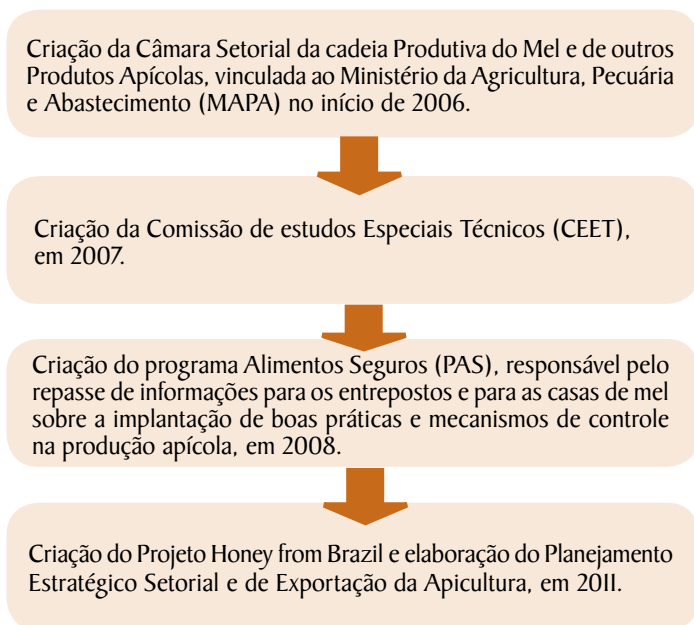 Criação da Câmara Setorial da cadeia Produtiva do Mel e de outros
Produtos Apícolas, vinculada ao Ministério da Agricultura, Pecuária
e Abastecimento (MAPA) no início de 2006.
Criação da Comissão de estudos Especiais Técnicos (CEET),
em 2007.
Criação do programa Alimentos Seguros (PAS), responsável pelo
repasse de informações para os entrepostos e para as casas de mel
sobre a implantação de boas práticas e mecanismos de controle
na produção apícola, em 2008.
Criação do Projeto Honey from Brazil e elaboração do Planejamento
Estratégico Setorial e de Exportação da Apicultura, em 2011.